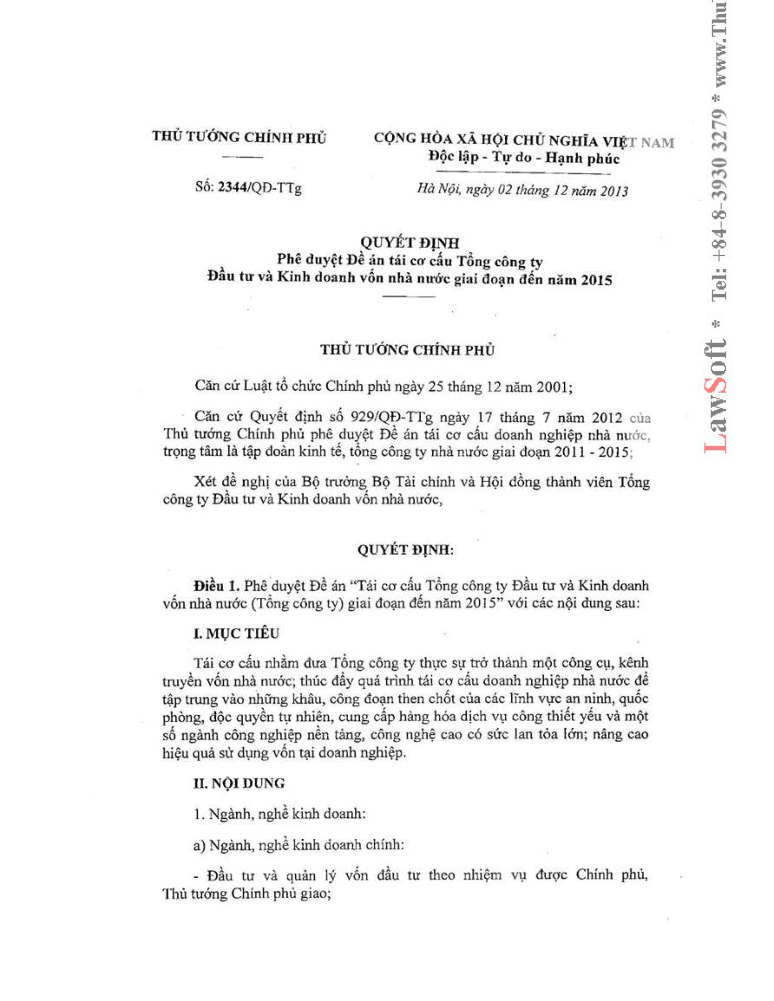 THỦ TƯỚNG CHÍNH PHỦ
CỘNG HÒA XÃ HỘI CHỦ NGHĨA VIỆT NAM
Độc lập - Tự do - Hạnh phúc
Số: 2344/QĐ-TTg
Hà Nội, ngày 02 tháng 12 năm 2013
QUYẾT ĐỊNH
Phê duyệt Đề án tái cơ cấu Tổng công ty
Đầu tư và Kinh doanh vốn nhà nước giai đoạn đến năm 2015
THỦ TƯỚNG CHÍNH PHỦ
Căn cứ Luật tổ chức Chính phủ ngày 25 tháng 12 năm 2001;
Căn cứ Quyết định số 929/QĐ-TTg ngày 17 tháng 7 năm 2012 của
Thủ tướng Chính phủ phê duyệt Đề án tái cơ cấu doanh nghiệp nhà nước,
trọng tâm là tập đoàn kinh tế, tổng công ty nhà nước giai đoạn 2011 - 2015;
Xét đề nghị của Bộ trưởng Bộ Tài chính và Hội đồng thành viên Tổng
công ty Đầu tư và Kinh doanh vốn nhà nước,
QUYẾT ĐỊNH:
Điều 1. Phê duyệt Đề án “Tái cơ cấu Tổng công ty Đầu tư và Kinh doanh
vốn nhà nước (Tổng công ty) giai đoạn đến năm 2015” với các nội dung sau:
I. MỤC TIÊU
Tái cơ cấu nhằm đưa Tổng công ty thực sự trở thành một công cụ, kênh
truyền vốn nhà nước; thúc đẩy quá trình tái cơ cấu doanh nghiệp nhà nước để
tập trung vào những khâu, công đoạn then chốt của các lĩnh vực an ninh, quốc
phòng, độc quyền tự nhiên, cung cấp hàng hóa dịch vụ công thiết yếu và một
số ngành công nghiệp nền tảng, công nghệ cao có sức lan tỏa lớn; nâng cao
hiệu quả sử dụng vốn tại doanh nghiệp.
II. NỘI DUNG
1. Ngành, nghề kinh doanh:
a) Ngành, nghề kinh doanh chính:
- Đầu tư và quản lý vốn đầu tư theo nhiệm vụ được Chính phủ,
Thủ tướng Chính phủ giao;
LawSoft * Tel: +84-8-3930 3279 * www.Thu